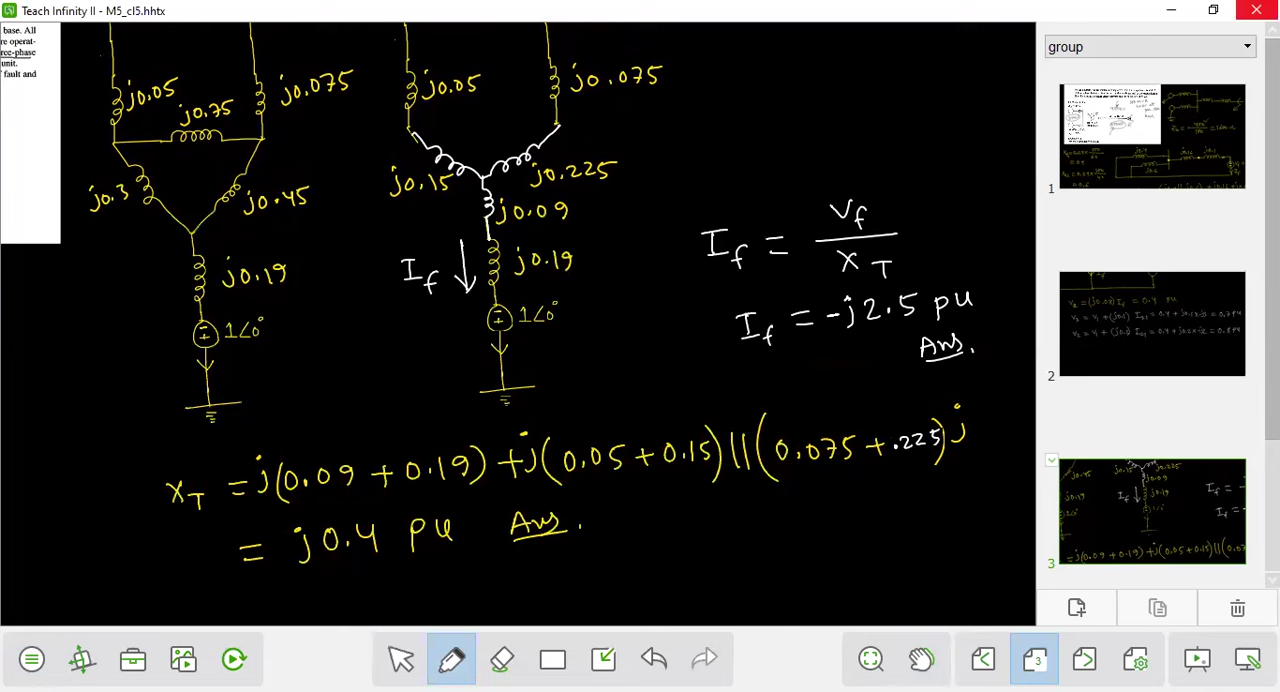 Teach Infinity II - M5_cl5.hhtx
base. All
re operat-
rce-phase
unit.
f fault and
group
j0.05
j0.75
j0.075
j0.3
j0.45
j0.19
1∠0°
j0.05
j0.075
j0.15
j0.225
j0.09
If
j0.19
1∠0°
If = Vf / XT
If = -j2.5 pu
Ans.
XT = j(0.09 + 0.19) + j(0.05 + 0.15) || (0.075 + .225)j
= j0.4 pu Ans.
1
2
3
3